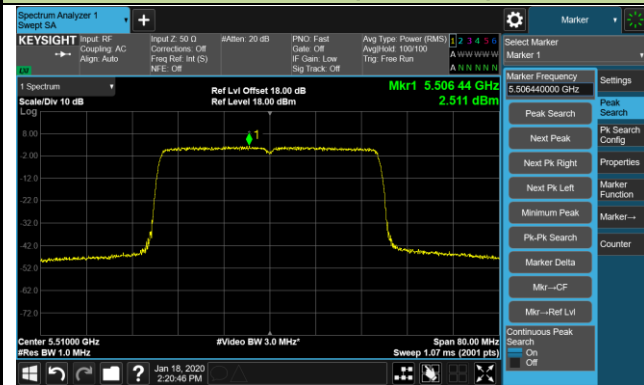 Spectrum Analyzer 1
Swept SA
Marker
KEYSIGHT
Input: RF
Coupling: AC
Align: Auto
Input Z: 50 Ω
Corrections: Off
Freq Ref: Int (S)
NFE: Off
#Atten: 20 dB
PNO: Fast
Gate: Off
IF Gain: Low
Sig Track: Off
Avg Type: Power (RMS)
Avg|Hold: 100/100
Trig: Free Run
1 2 3 4 5 6
A W W W W W
A N N N N N
Select Marker
Marker 1
1 Spectrum
Scale/Div 10 dB
Log
Ref Lvl Offset 18.00 dB
Ref Level 18.00 dBm
Mkr1 5.506 44 GHz
2.511 dBm
8.00
-2.00
-12.0
-22.0
-32.0
-42.0
-52.0
-62.0
-72.0
1
Center 5.51000 GHz
#Res BW 1.0 MHz
#Video BW 3.0 MHz*
Span 80.00 MHz
Sweep 1.07 ms (2001 pts)
Marker Frequency
5.506440000 GHz
Peak Search
Next Peak
Next Pk Right
Next Pk Left
Minimum Peak
Pk-Pk Search
Marker Delta
Mkr→CF
Mkr→Ref Lvl
Continuous Peak
Search
On
Off
Settings
Peak
Search
Pk Search
Config
Properties
Marker
Function
Marker→
Counter
Jan 18, 2020
2:20:46 PM